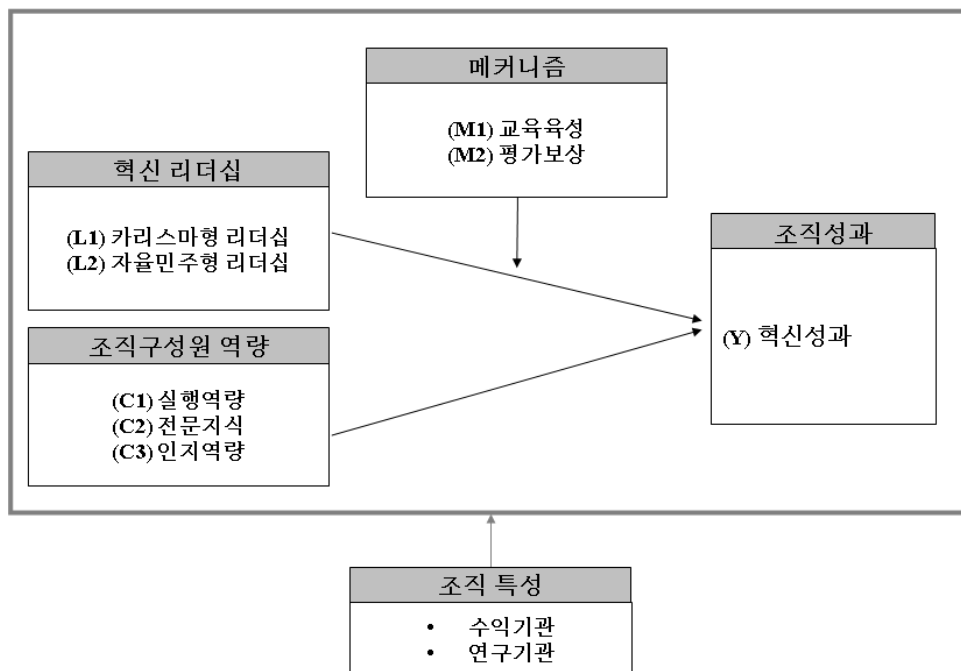 메커니즘
(M1) 교육육성
(M2) 평가보상
혁신 리더십
(L1) 카리스마형 리더십
(L2) 자율민주형 리더십
조직구성원 역량
(C1) 실행역량
(C2) 전문지식
(C3) 인지역량
조직성과
(Y) 혁신성과
조직 특성
• 수익기관
• 연구기관